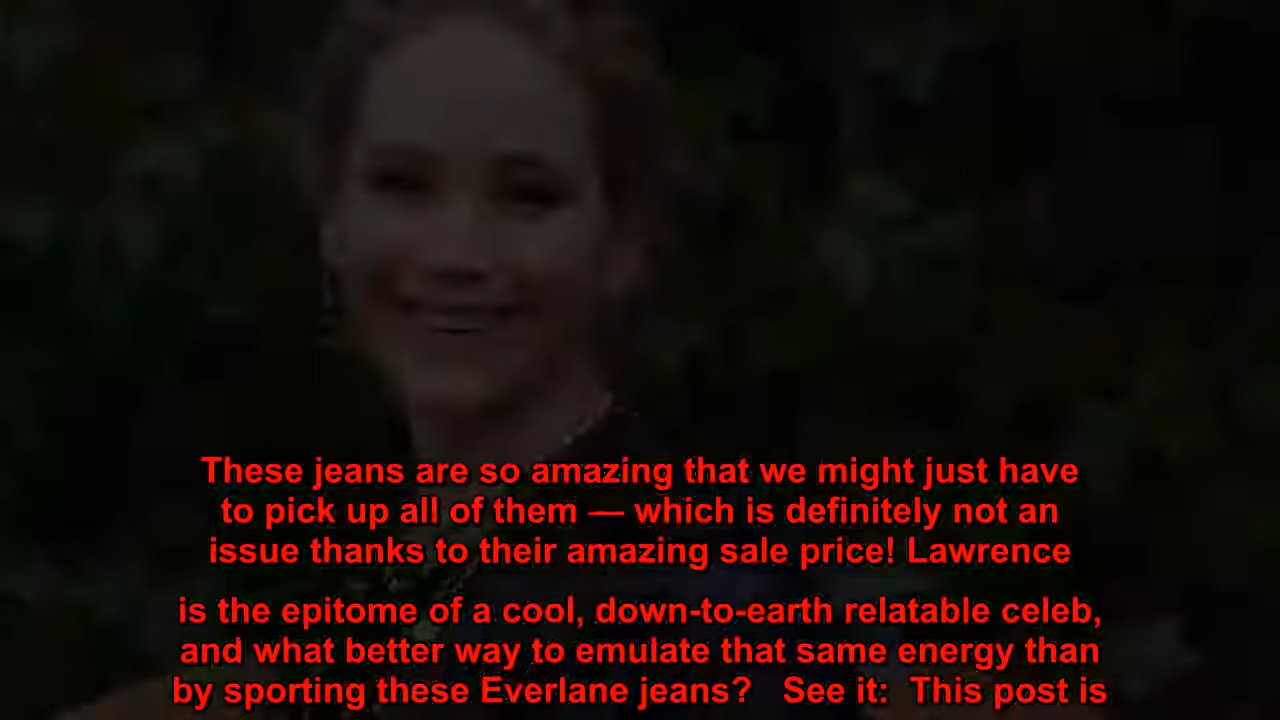 These jeans are so amazing that we might just have
to pick up all of them — which is definitely not an
issue thanks to their amazing sale price! Lawrence
is the epitome of a cool, down-to-earth relatable celeb,
and what better way to emulate that same energy than
by sporting these Everlane jeans? See it: This post is